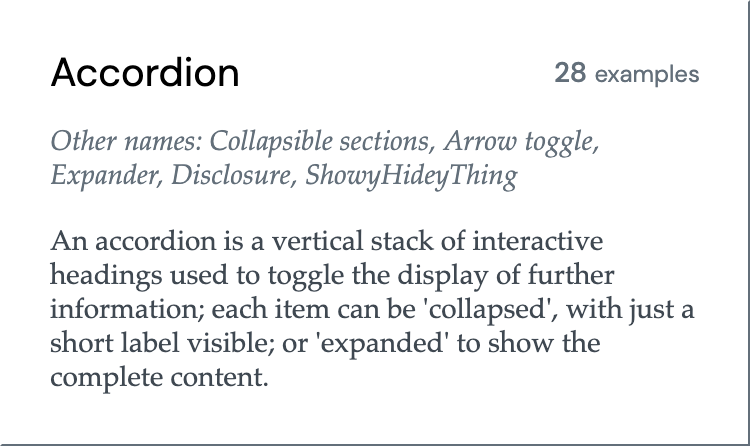 Accordion
28 examples
Other names: Collapsible sections, Arrow toggle,
Expander, Disclosure, ShowyHideyThing
An accordion is a vertical stack of interactive
headings used to toggle the display of further
information; each item can be 'collapsed', with just a
short label visible; or 'expanded' to show the
complete content.